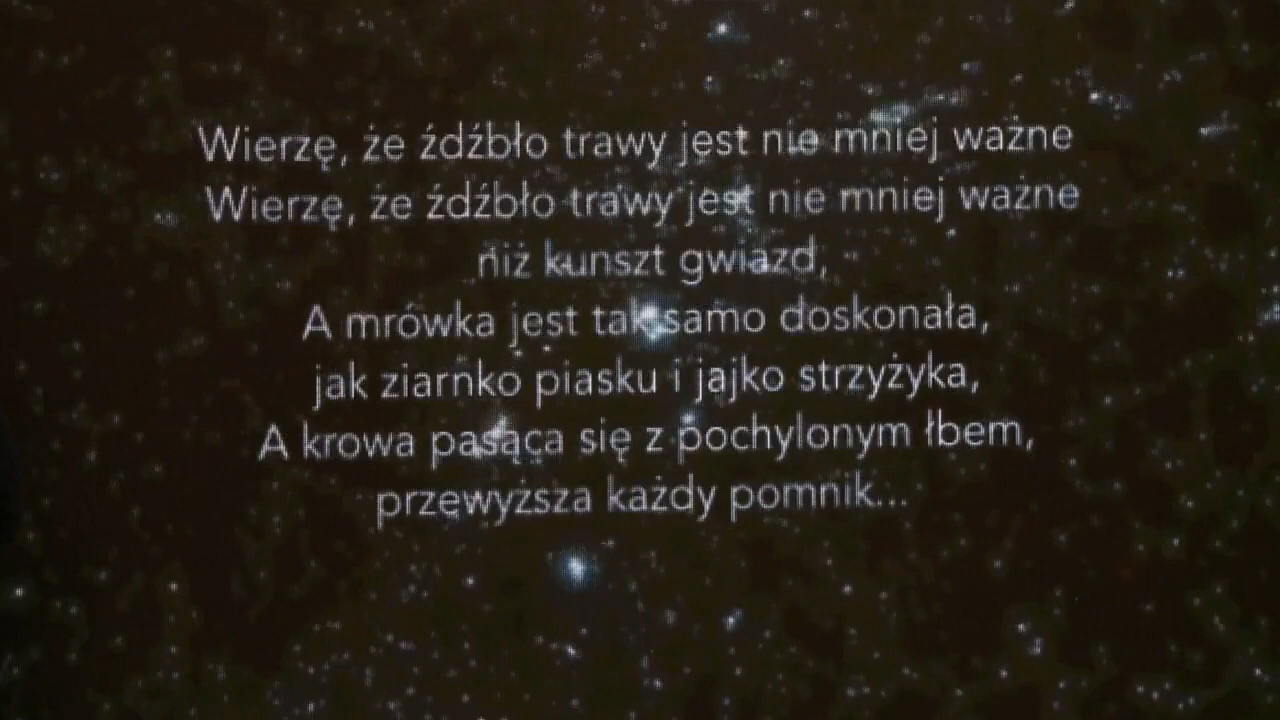 Wierzę, że źdźbło trawy jest nie mniej ważne
Wierzę, że źdźbło trawy jest nie mniej ważne
niż kunszt gwiazd,
A mrówka jest tak samo doskonała,
jak ziarnko piasku i jajko strzyżyka,
A krowa pasąca się z pochylonym łbem,
przewyższa każdy pomnik...